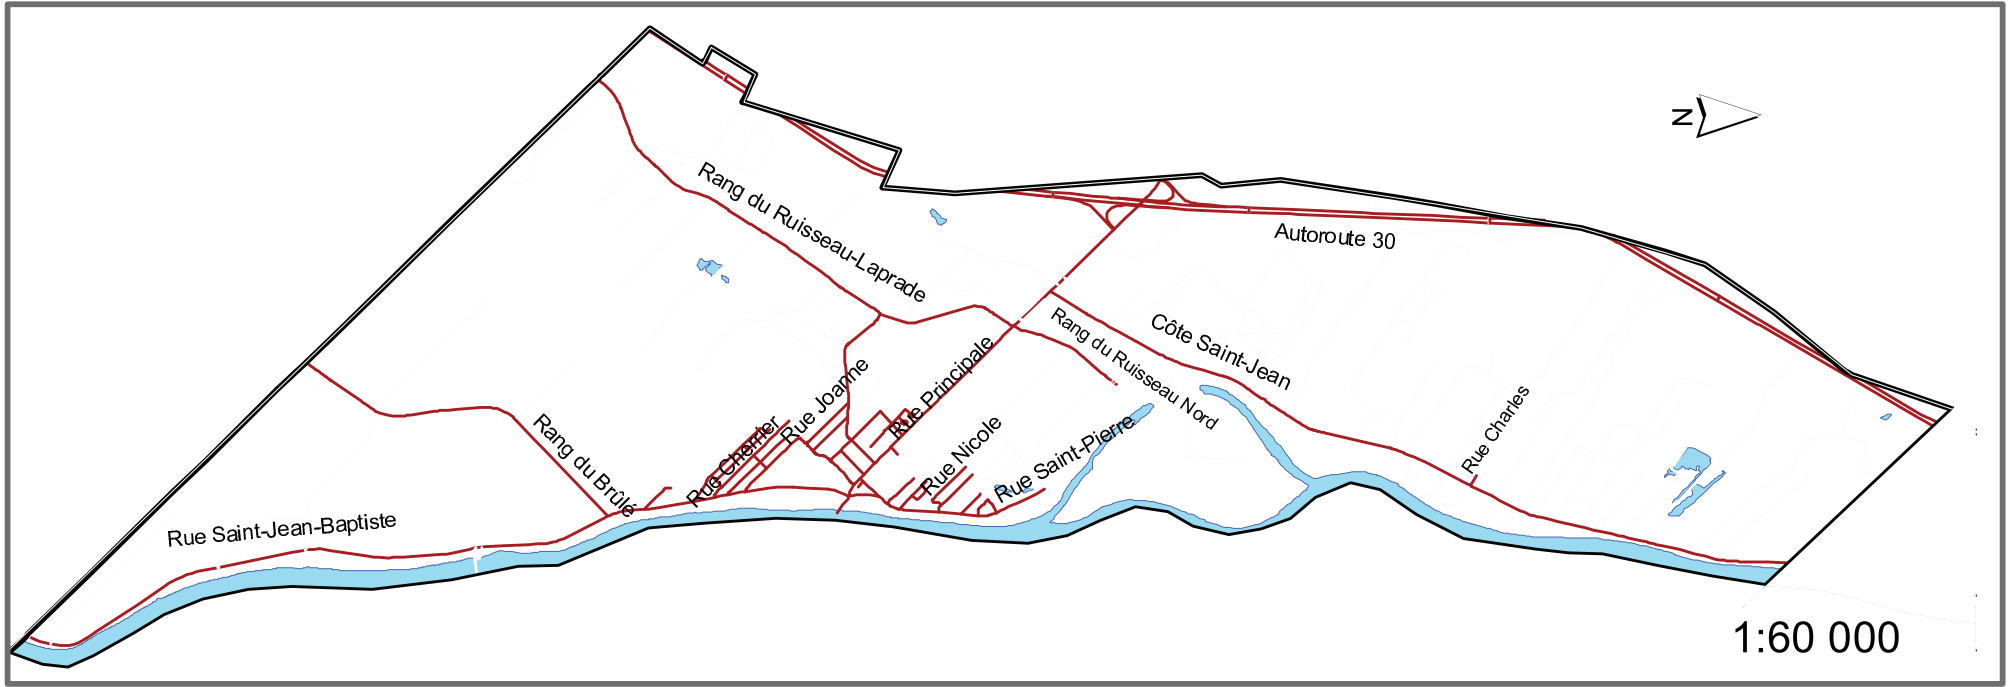 N
Rang du Ruisseau-Laprade
Autoroute 30
Côte Saint-Jean
Rang du Ruisseau Nord
Rue Principale
Rue Joanne
Rue Charles
Rue Cherrier
Rue Nicole
Rue Saint-Pierre
Rang du Brûlé
Rue Saint-Jean-Baptiste
1:60 000